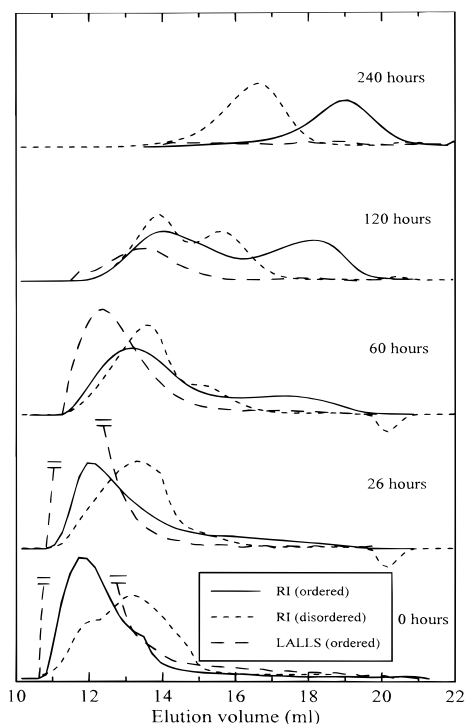 240 hours
120 hours
60 hours
26 hours
RI (ordered)
RI (disordered)
LALLS (ordered)
0 hours
10 12 14 16 18 20 22
Elution volume (ml)